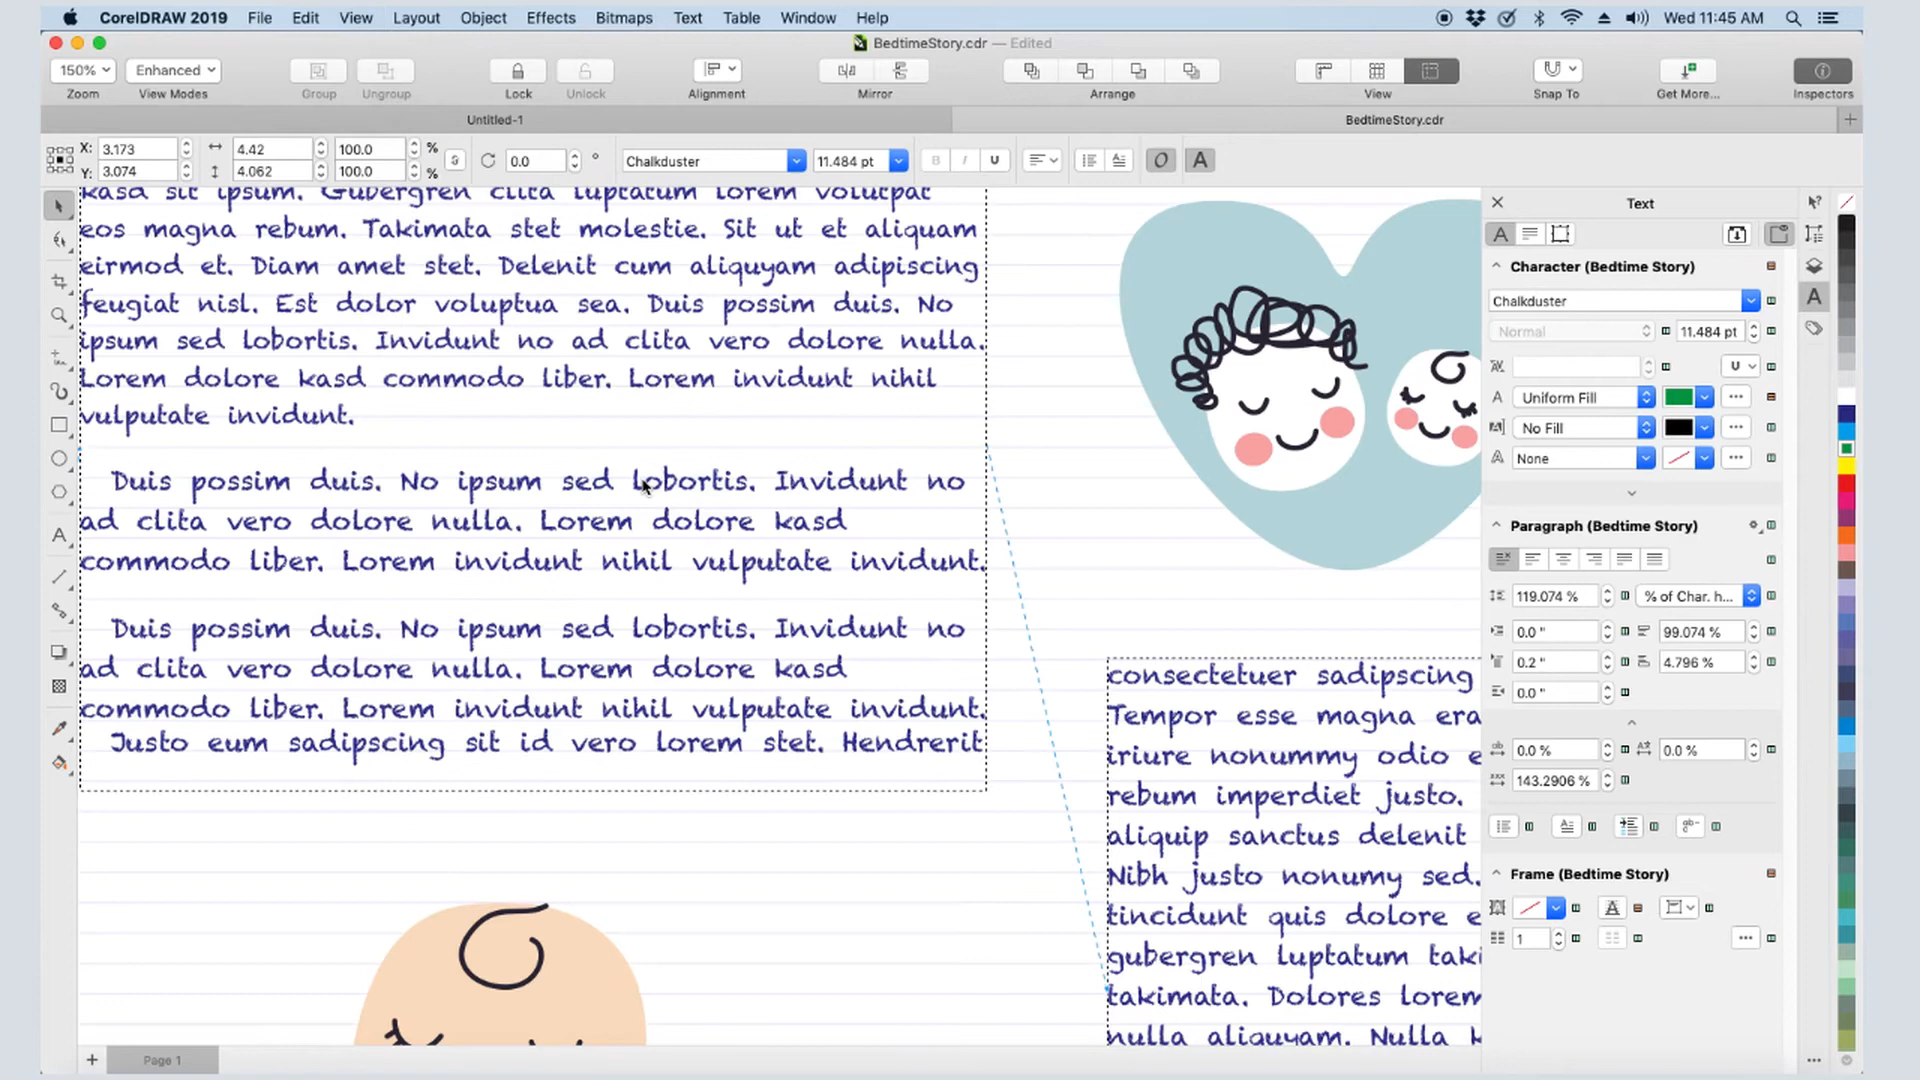 CorelDRAW 2019 File Edit View Layout Object Effects Bitmaps Text Table Window Help Wed 11:45 AM
BedtimeStory.cdr — Edited
150% Enhanced
Zoom View Modes Group Ungroup Lock Unlock Alignment Mirror Arrange View Snap To Get More... Inspectors
Untitled-1 BedtimeStory.cdr
X: 3.173 4.42 100.0 %
Y: 3.074 4.062 100.0 %
0.0 ° Chalkduster 11.484 pt B I U O A
kasd sit ipsum. Gubergren clita luptatum lorem volutpat
eos magna rebum. Takimata stet molestie. Sit ut et aliquam
eirmod et. Diam amet stet. Delenit cum aliquyam adipiscing
feugiat nisl. Est dolor voluptua sea. Duis possim duis. No
ipsum sed lobortis. Invidunt no ad clita vero dolore nulla.
Lorem dolore kasd commodo liber. Lorem invidunt nihil
vulputate invidunt.
Duis possim duis. No ipsum sed lobortis. Invidunt no
ad clita vero dolore nulla. Lorem dolore kasd
commodo liber. Lorem invidunt nihil vulputate invidunt.
Duis possim duis. No ipsum sed lobortis. Invidunt no
ad clita vero dolore nulla. Lorem dolore kasd
commodo liber. Lorem invidunt nihil vulputate invidunt.
Justo eum sadipscing sit id vero lorem stet. Hendrerit
consectetuer sadipscing
Tempor esse magna era
iriure nonummy odio e
rebum imperdiet justo.
aliquip sanctus delenit
Nibh justo nonumy sed.
tincidunt quis dolore e
gubergren luptatum taki
takimata. Dolores lorem
nulla aliquyam. Nulla k
Text
Character (Bedtime Story)
Chalkduster
Normal 11.484 pt
U
Uniform Fill
No Fill
None
Paragraph (Bedtime Story)
119.074 % % of Char. h...
0.0 " 99.074 %
0.2 " 4.796 %
0.0 "
0.0 % 0.0 %
143.2906 %
Frame (Bedtime Story)
1
Page 1